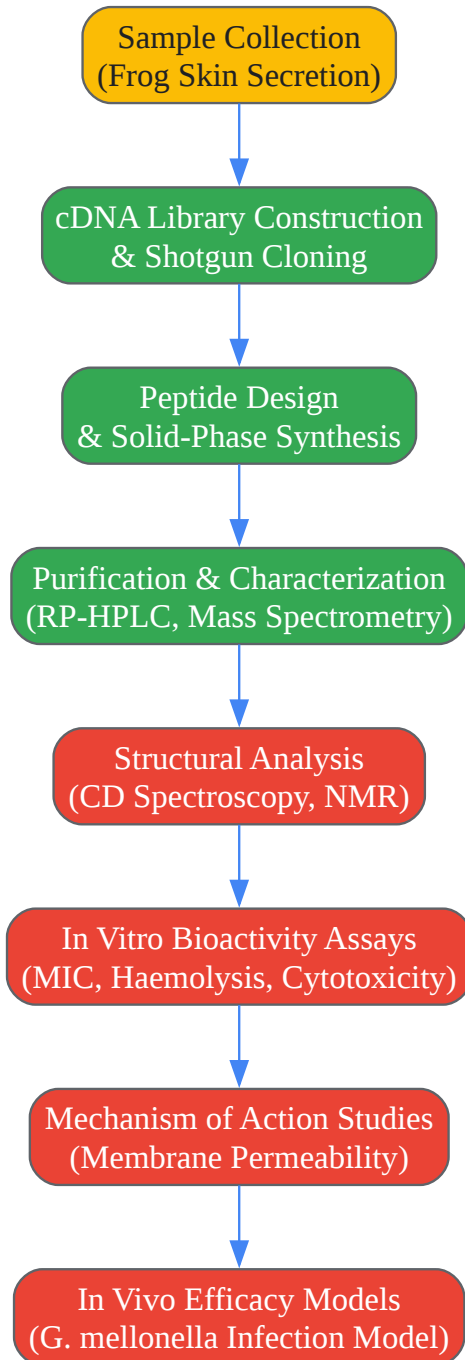 Sample Collection
(Frog Skin Secretion)
cDNA Library Construction
& Shotgun Cloning
Peptide Design
& Solid-Phase Synthesis
Purification & Characterization
(RP-HPLC, Mass Spectrometry)
Structural Analysis
(CD Spectroscopy, NMR)
In Vitro Bioactivity Assays
(MIC, Haemolysis, Cytotoxicity)
Mechanism of Action Studies
(Membrane Permeability)
In Vivo Efficacy Models
(G. mellonella Infection Model)